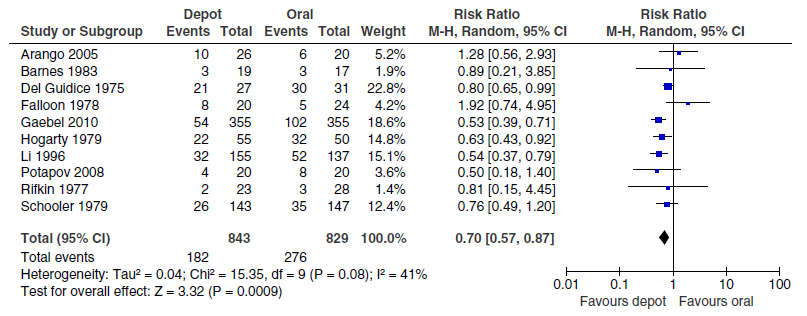 Depot Oral Risk Ratio Risk Ratio
Study or Subgroup Events Total Events Total Weight M-H, Random, 95% CI M-H, Random, 95% CI
Arango 2005 10 26 6 20 5.2% 1.28 [0.56, 2.93]
Barnes 1983 3 19 3 17 1.9% 0.89 [0.21, 3.85]
Del Guidice 1975 21 27 30 31 22.8% 0.80 [0.65, 0.99]
Falloon 1978 8 20 5 24 4.2% 1.92 [0.74, 4.95]
Gaebel 2010 54 355 102 355 18.6% 0.53 [0.39, 0.71]
Hogarty 1979 22 55 32 50 14.8% 0.63 [0.43, 0.92]
Li 1996 32 155 52 137 15.1% 0.54 [0.37, 0.79]
Potapov 2008 4 20 8 20 3.6% 0.50 [0.18, 1.40]
Rifkin 1977 2 23 3 28 1.4% 0.81 [0.15, 4.45]
Schooler 1979 26 143 35 147 12.4% 0.76 [0.49, 1.20]
Total (95% CI) 843 829 100.0% 0.70 [0.57, 0.87]
Total events 182 276
Heterogeneity: Tau² = 0.04; Chi² = 15.35, df = 9 (P = 0.08); I² = 41%
Test for overall effect: Z = 3.32 (P = 0.0009)
0.01 0.1 1 10 100
Favours depot Favours oral